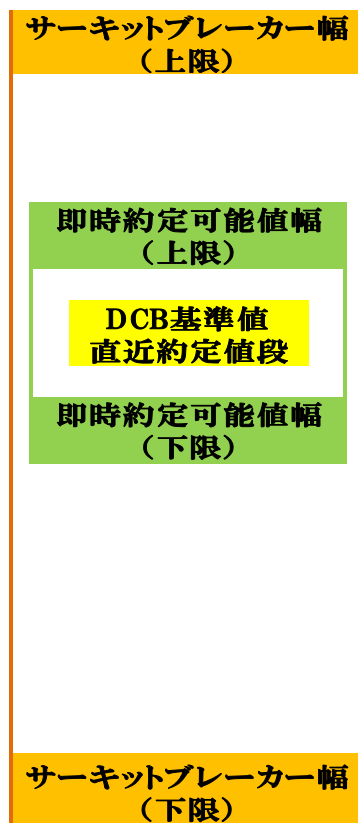 サーキットブレーカー幅
（上限）
即時約定可能値幅
（上限）
DCB基準値
直近約定値段
即時約定可能値幅
（下限）
サーキットブレーカー幅
（下限）